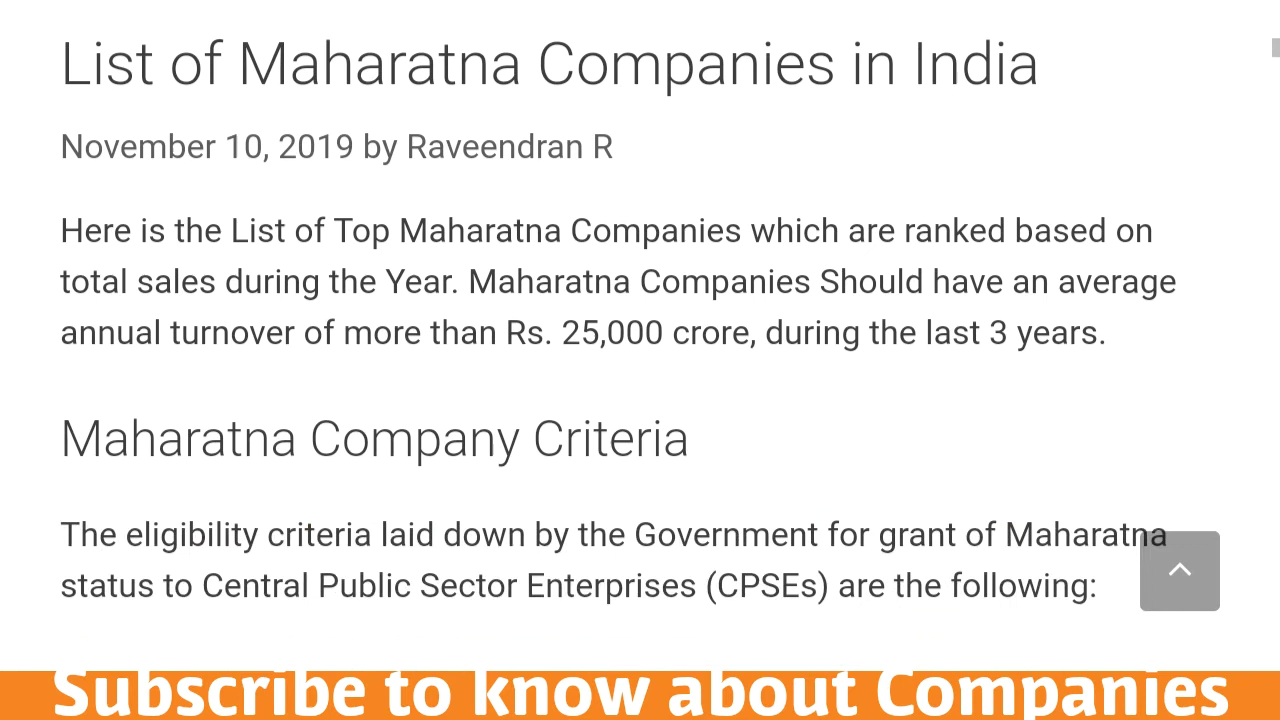 List of Maharatna Companies in India
November 10, 2019 by Raveendran R
Here is the List of Top Maharatna Companies which are ranked based on
total sales during the Year. Maharatna Companies Should have an average
annual turnover of more than Rs. 25,000 crore, during the last 3 years.
Maharatna Company Criteria
The eligibility criteria laid down by the Government for grant of Maharatna
status to Central Public Sector Enterprises (CPSEs) are the following:
Subscribe to know about Companies